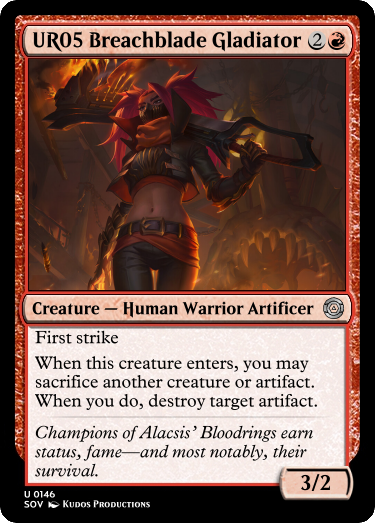 UR05 Breachblade Gladiator 2
Creature — Human Warrior Artificer
First strike
When this creature enters, you may
sacrifice another creature or artifact.
When you do, destroy target artifact.
Champions of Alacsis' Bloodrings earn
status, fame—and most notably, their
survival.
3/2
U 0146
SOV Kudos Productions